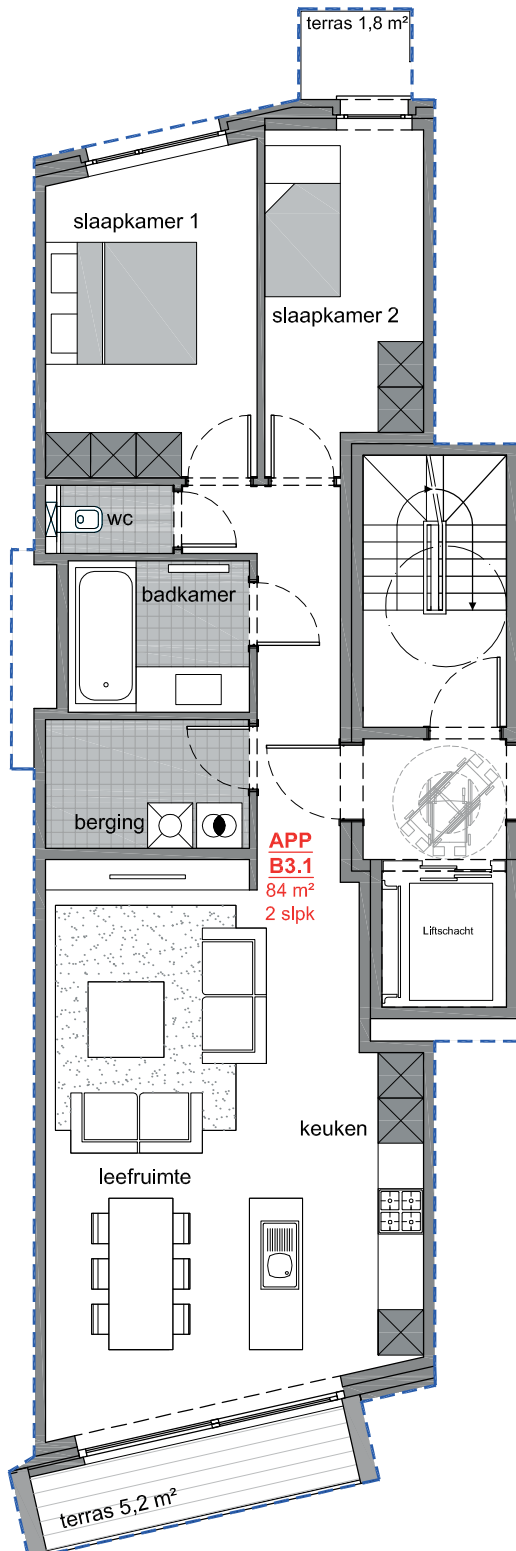 terras 1,8 m²
slaapkamer 1
slaapkamer 2
wc
badkamer
berging
APP
B3.1
84 m²
2 slpk
Liftschacht
keuken
leefruimte
terras 5,2 m²